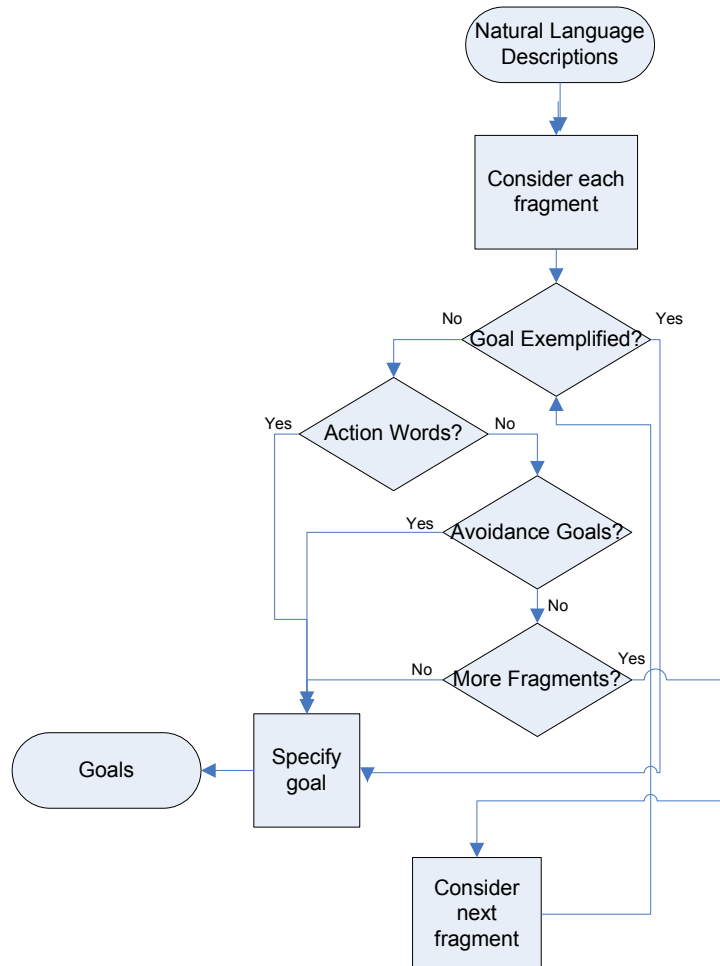 Natural Language
Descriptions
Consider each
fragment
No
Yes
Goal Exemplified?
Yes
Action Words?
No
Yes
Avoidance Goals?
No
No
More Fragments?
Yes
Goals
Specify
goal
Consider
next
fragment